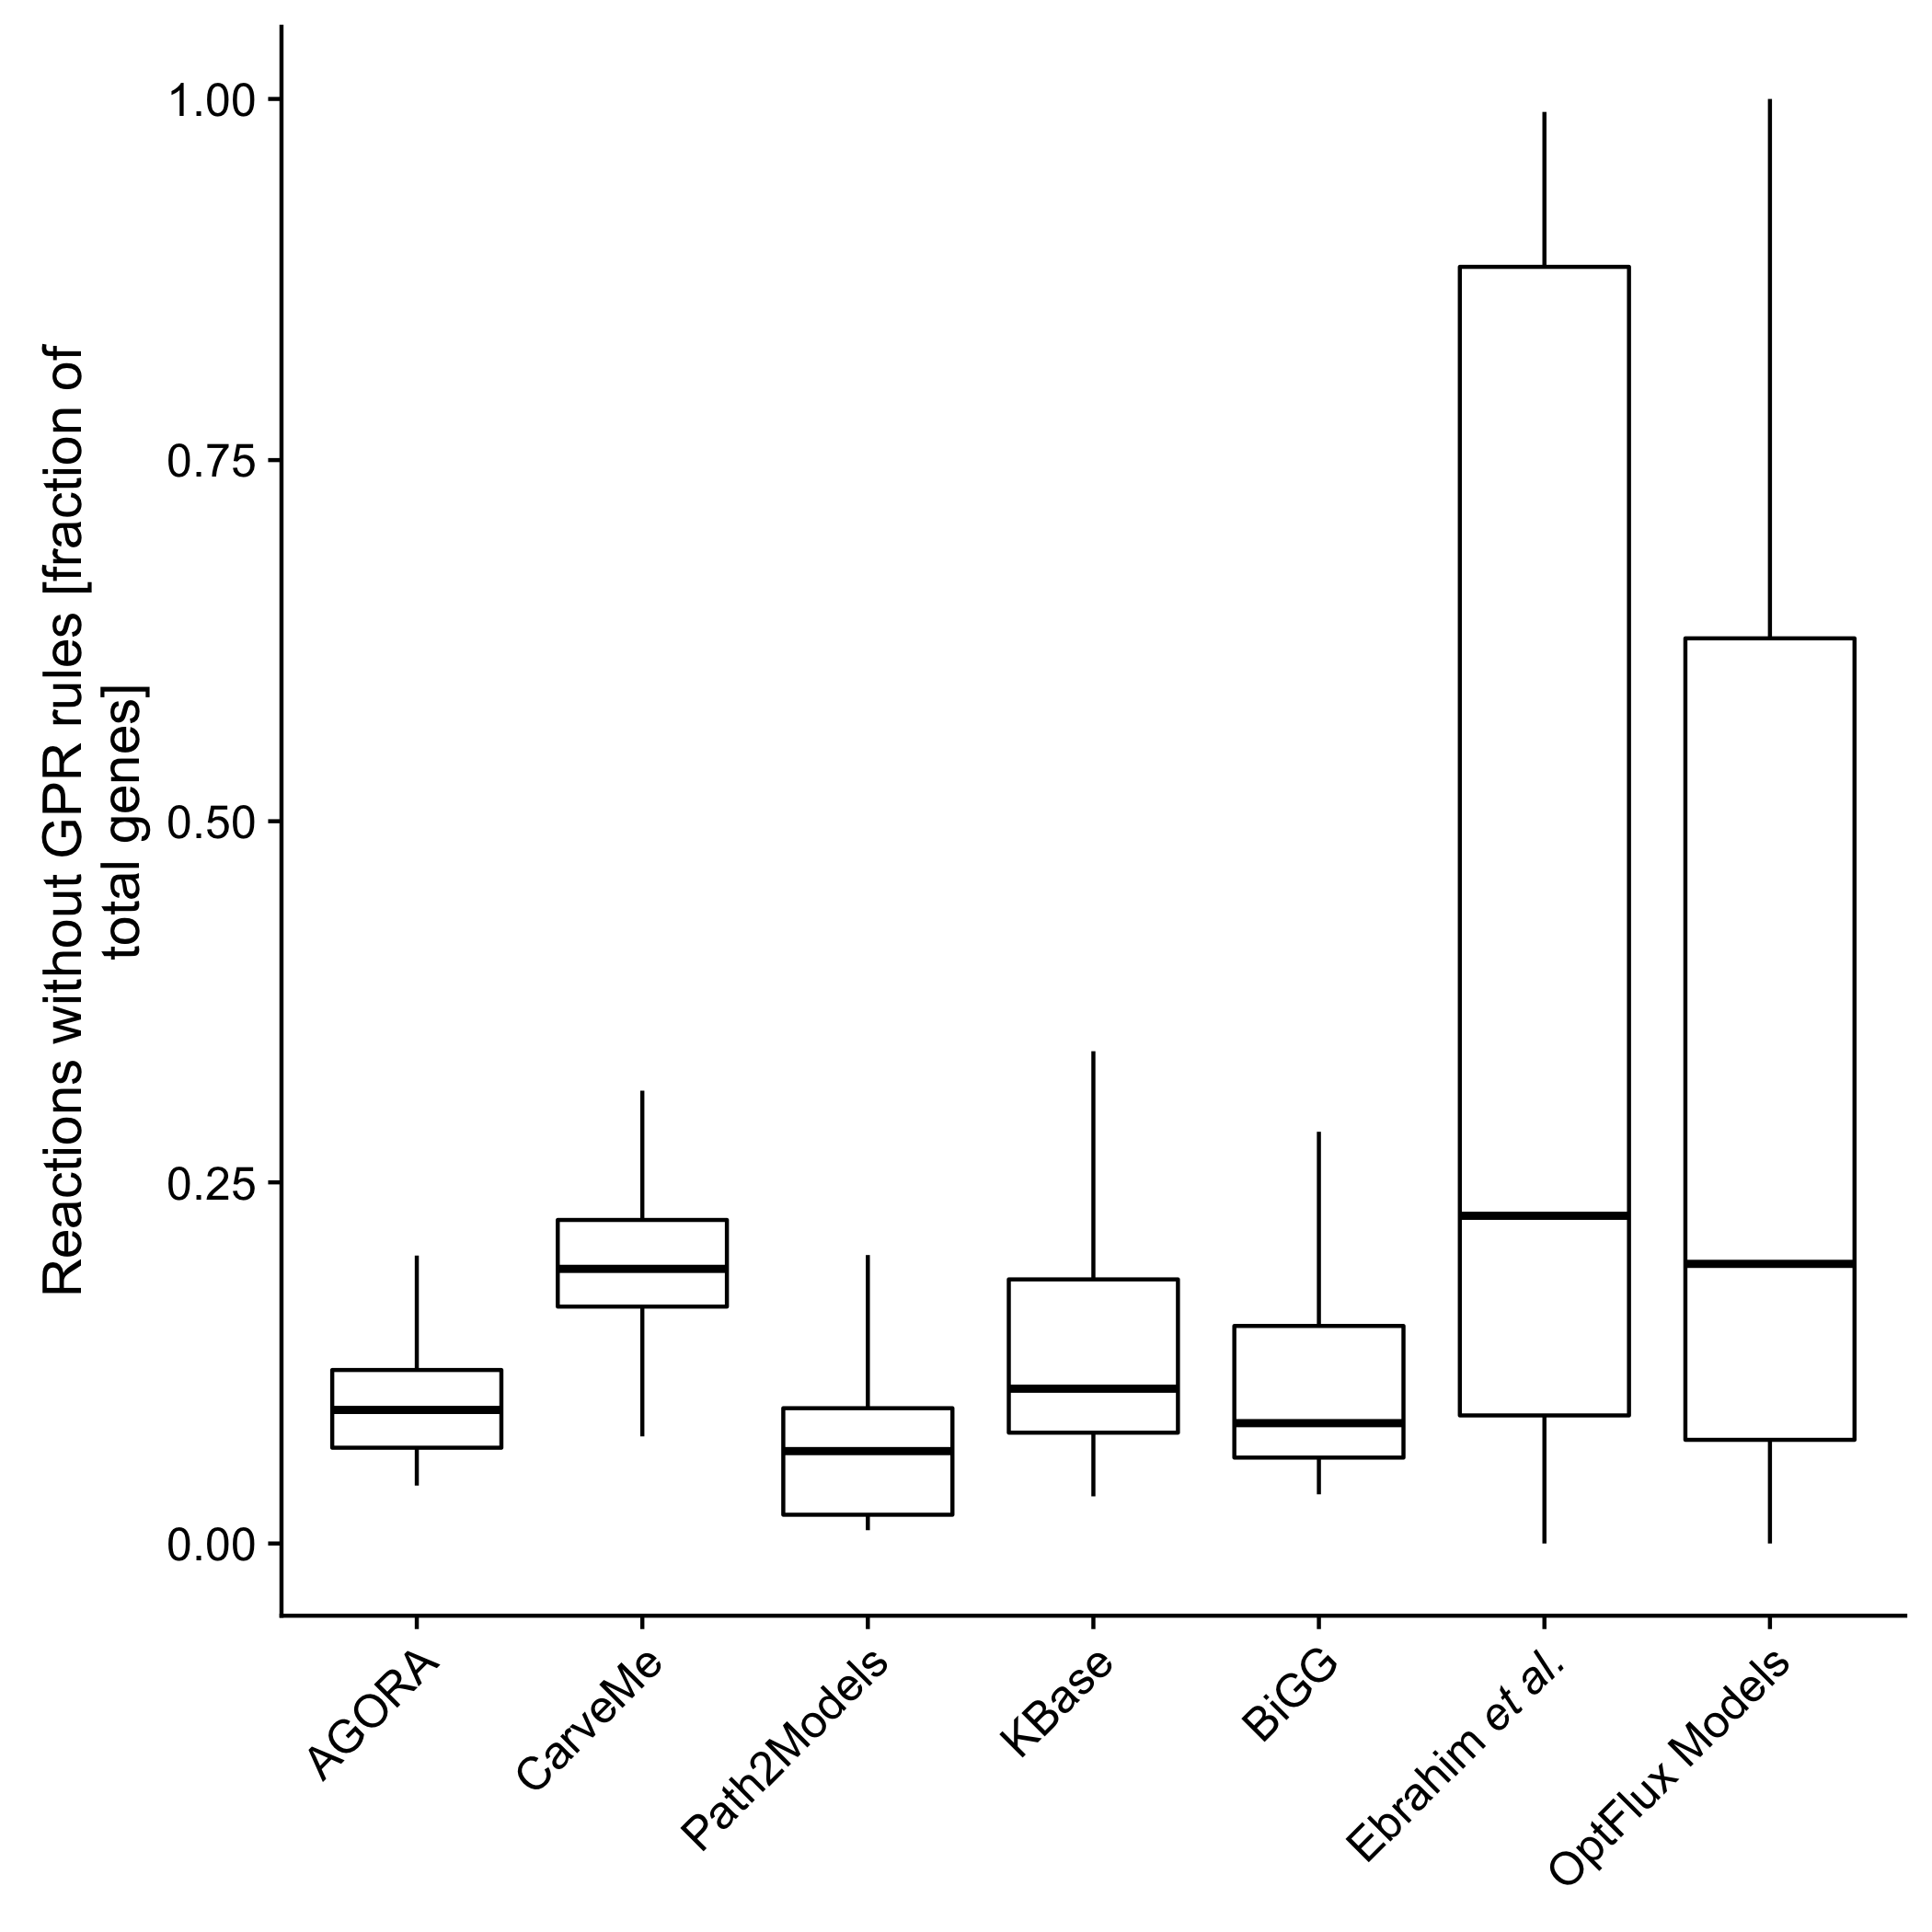 Reactions without GPR rules [fraction of
total genes]
1.00
0.75
0.50
0.25
0.00
AGORA
CarveMe
Path2Models
KBase
BiGG
Ebrahim et al.
OptFlux Models